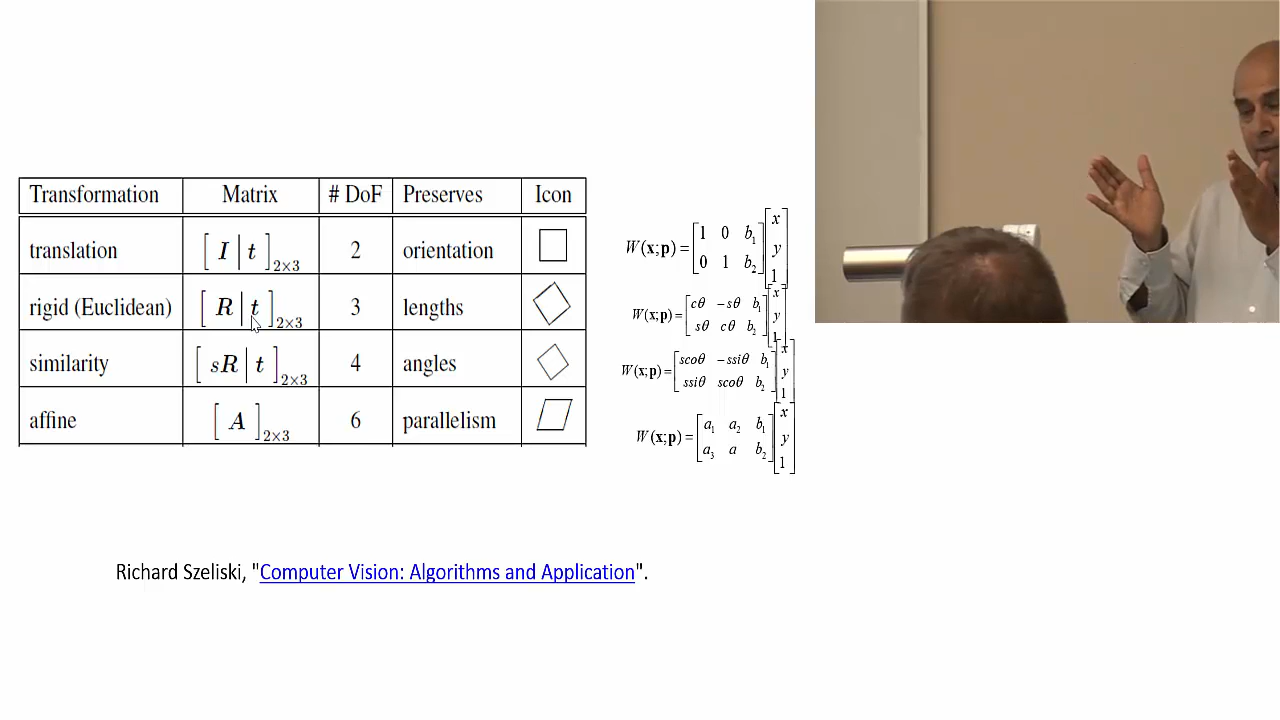 Transformation Matrix # DoF Preserves Icon
translation [ I | t ]2×3 2 orientation
rigid (Euclidean) [ R | t ]2×3 3 lengths
similarity [ sR | t ]2×3 4 angles
affine [ A ]2×3 6 parallelism
W(x;p) = [1 0 b1; 0 1 b2] [x; y; 1]
W(x;p) = [cθ −sθ b1; sθ cθ b2] [x; y; 1]
W(x;p) = [scoθ −ssiθ b1; ssiθ scoθ b2] [x; y; 1]
W(x;p) = [a1 a2 b1; a3 a b2] [x; y; 1]
Richard Szeliski, "Computer Vision: Algorithms and Application".